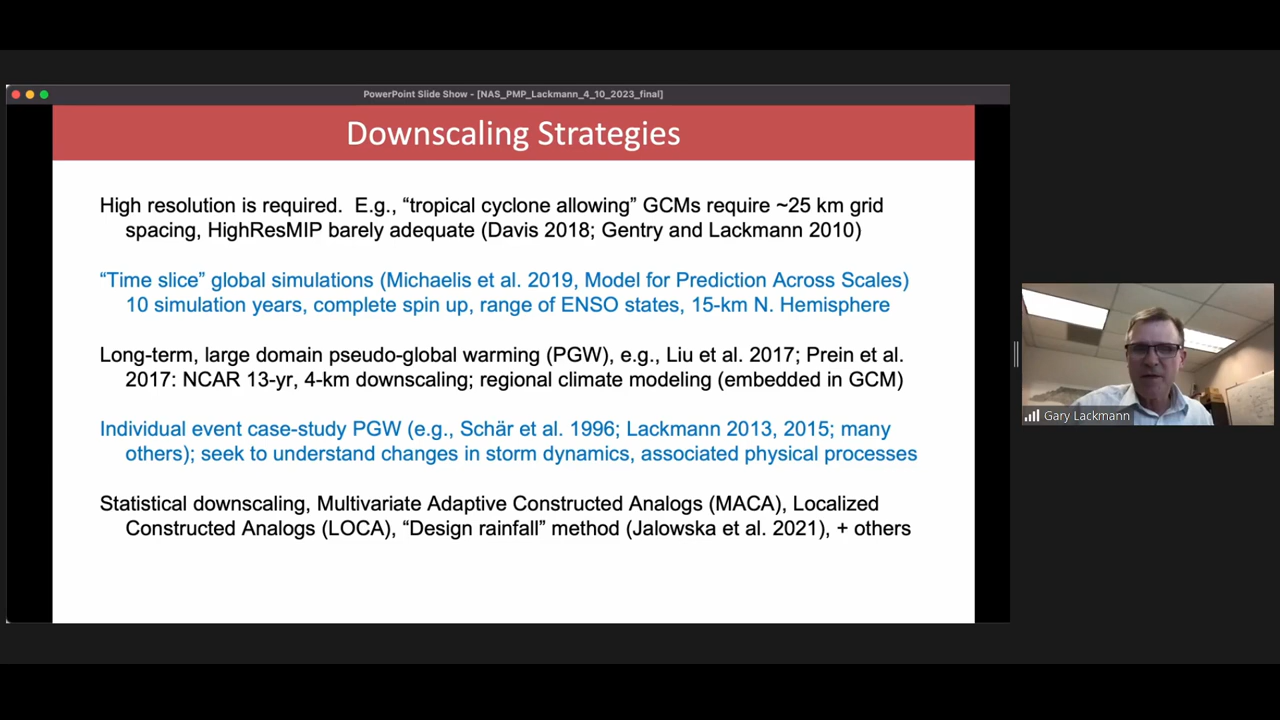 PowerPoint Slide Show - [NAS_PMP_Lackmann_4_10_2023_final]
Downscaling Strategies
High resolution is required.  E.g., “tropical cyclone allowing” GCMs require ~25 km grid
spacing, HighResMIP barely adequate (Davis 2018; Gentry and Lackmann 2010)
“Time slice” global simulations (Michaelis et al. 2019, Model for Prediction Across Scales)
10 simulation years, complete spin up, range of ENSO states, 15-km N. Hemisphere
Long-term, large domain pseudo-global warming (PGW), e.g., Liu et al. 2017; Prein et al.
2017: NCAR 13-yr, 4-km downscaling; regional climate modeling (embedded in GCM)
Individual event case-study PGW (e.g., Schär et al. 1996; Lackmann 2013, 2015; many
others); seek to understand changes in storm dynamics, associated physical processes
Statistical downscaling, Multivariate Adaptive Constructed Analogs (MACA), Localized
Constructed Analogs (LOCA), “Design rainfall” method (Jalowska et al. 2021), + others
Gary Lackmann